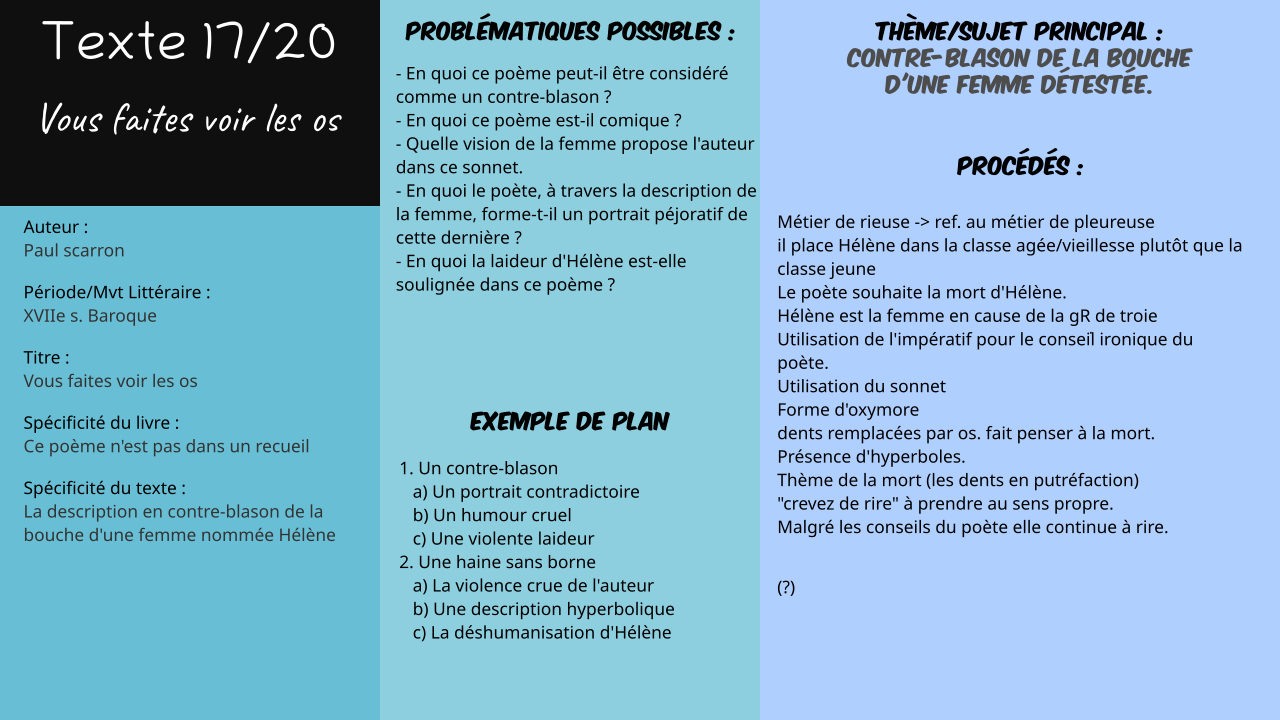 Texte 17/20
Vous faites voir les os
Auteur :
Paul scarron
Période/Mvt Littéraire :
XVIIe s. Baroque
Titre :
Vous faites voir les os
Spécificité du livre :
Ce poème n'est pas dans un recueil
Spécificité du texte :
La description en contre-blason de la
bouche d'une femme nommée Hélène
PROBLÉMATIQUES POSSIBLES :
- En quoi ce poème peut-il être considéré
comme un contre-blason ?
- En quoi ce poème est-il comique ?
- Quelle vision de la femme propose l'auteur
dans ce sonnet.
- En quoi le poète, à travers la description de
la femme, forme-t-il un portrait péjoratif de
cette dernière ?
- En quoi la laideur d'Hélène est-elle
soulignée dans ce poème ?
EXEMPLE DE PLAN
1. Un contre-blason
a) Un portrait contradictoire
b) Un humour cruel
c) Une violente laideur
2. Une haine sans borne
a) La violence crue de l'auteur
b) Une description hyperbolique
c) La déshumanisation d'Hélène
THÈME/SUJET PRINCIPAL :
CONTRE-BLASON DE LA BOUCHE
D'UNE FEMME DÉTESTÉE.
PROCÉDÉS :
Métier de rieuse -> ref. au métier de pleureuse
il place Hélène dans la classe agée/vieillesse plutôt que la
classe jeune
Le poète souhaite la mort d'Hélène.
Hélène est la femme en cause de la gR de troie
Utilisation de l'impératif pour le conseil ironique du
poète.
Utilisation du sonnet
Forme d'oxymore
dents remplacées par os. fait penser à la mort.
Présence d'hyperboles.
Thème de la mort (les dents en putréfaction)
"crevez de rire" à prendre au sens propre.
Malgré les conseils du poète elle continue à rire.
(?)